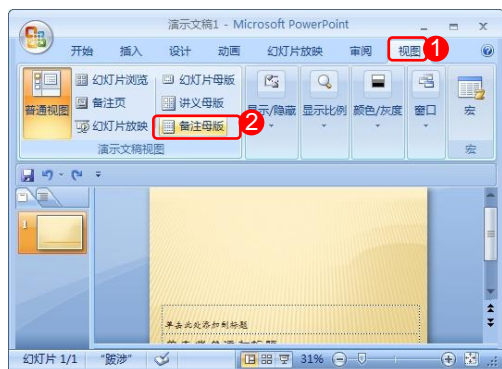 演示文稿1 - Microsoft PowerPoint
开始 插入 设计 动画 幻灯片放映 审阅 视图 1
普通视图
幻灯片浏览
备注页
幻灯片放映
幻灯片母版
讲义母版
备注母版 2
显示/隐藏
显示比例
颜色/灰度
窗口
宏
演示文稿视图
宏
1
单击此处添加副标题
幻灯片 1/1 "跋涉" 31%